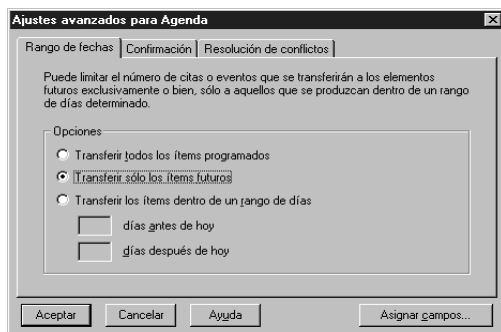 Ajustes avanzados para Agenda
Rango de fechas Confirmación Resolución de conflictos
Puede limitar el número de citas o eventos que se transferirán a los elementos
futuros exclusivamente o bien, sólo a aquellos que se produzcan dentro de un rango
de días determinado.
Opciones
Transferir todos los ítems programados
Transferir sólo los ítems futuros
Transferir los ítems dentro de un rango de días
días antes de hoy
días después de hoy
Aceptar Cancelar Ayuda Asignar campos...